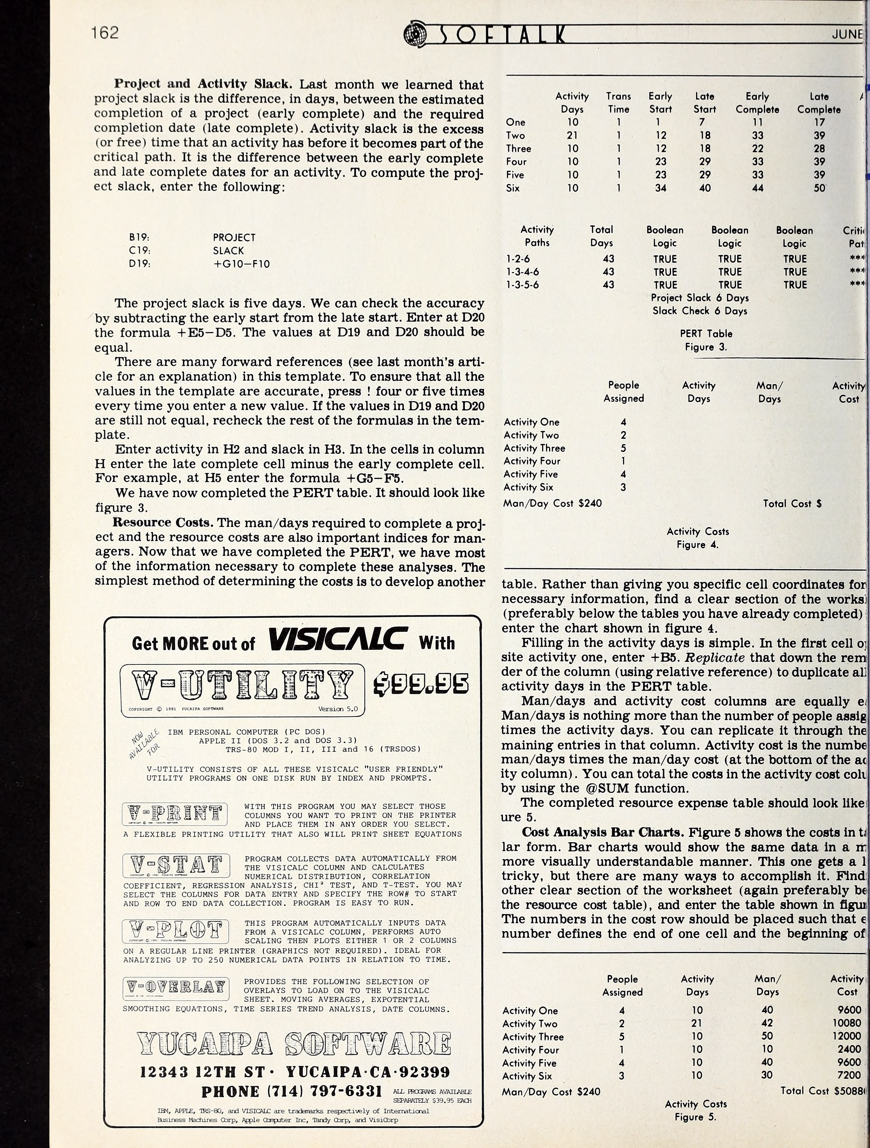 162
SOFTALK
JUNE
Project and Activity Slack. Last month we learned that
project slack is the difference, in days, between the estimated
completion of a project (early complete) and the required
completion date (late complete). Activity slack is the excess
(or free) time that an activity has before it becomes part of the
critical path. It is the difference between the early complete
and late complete dates for an activity. To compute the proj-
ect slack, enter the following:
B19: PROJECT
C19: SLACK
D19: +G10−F10
The project slack is five days. We can check the accuracy
by subtracting the early start from the late start. Enter at D20
the formula +E5−D5. The values at D19 and D20 should be
equal.
There are many forward references (see last month's arti-
cle for an explanation) in this template. To ensure that all the
values in the template are accurate, press ! four or five times
every time you enter a new value. If the values in D19 and D20
are still not equal, recheck the rest of the formulas in the tem-
plate.
Enter activity in H2 and slack in H3. In the cells in column
H enter the late complete cell minus the early complete cell.
For example, at H5 enter the formula +G5−F5.
We have now completed the PERT table. It should look like
figure 3.
Resource Costs. The man/days required to complete a proj-
ect and the resource costs are also important indices for man-
agers. Now that we have completed the PERT, we have most
of the information necessary to complete these analyses. The
simplest method of determining the costs is to develop another
Get MORE out of VISICALC With
V-UTILITY $99.95
COPYRIGHT © 1981 YUCAIPA SOFTWARE Version 5.0
NOW AVAILABLE FOR
IBM PERSONAL COMPUTER (PC DOS)
APPLE II (DOS 3.2 and DOS 3.3)
TRS-80 MOD I, II, III and 16 (TRSDOS)
V-UTILITY CONSISTS OF ALL THESE VISICALC "USER FRIENDLY"
UTILITY PROGRAMS ON ONE DISK RUN BY INDEX AND PROMPTS.
V-PRINT
WITH THIS PROGRAM YOU MAY SELECT THOSE
COLUMNS YOU WANT TO PRINT ON THE PRINTER
AND PLACE THEM IN ANY ORDER YOU SELECT.
A FLEXIBLE PRINTING UTILITY THAT ALSO WILL PRINT SHEET EQUATIONS
V-STAT
PROGRAM COLLECTS DATA AUTOMATICALLY FROM
THE VISICALC COLUMN AND CALCULATES
NUMERICAL DISTRIBUTION, CORRELATION
COEFFICIENT, REGRESSION ANALYSIS, CHI² TEST, AND T-TEST. YOU MAY
SELECT THE COLUMNS FOR DATA ENTRY AND SPECIFY THE ROW# TO START
AND ROW TO END DATA COLLECTION. PROGRAM IS EASY TO RUN.
V-PLOT
THIS PROGRAM AUTOMATICALLY INPUTS DATA
FROM A VISICALC COLUMN, PERFORMS AUTO
SCALING THEN PLOTS EITHER 1 OR 2 COLUMNS
ON A REGULAR LINE PRINTER (GRAPHICS NOT REQUIRED). IDEAL FOR
ANALYZING UP TO 250 NUMERICAL DATA POINTS IN RELATION TO TIME.
V-OVERLAY
PROVIDES THE FOLLOWING SELECTION OF
OVERLAYS TO LOAD ON TO THE VISICALC
SHEET. MOVING AVERAGES, EXPOTENTIAL
SMOOTHING EQUATIONS, TIME SERIES TREND ANALYSIS, DATE COLUMNS.
YUCAIPA SOFTWARE
12343 12TH ST · YUCAIPA·CA·92399
PHONE (714) 797-6331 ALL PROGRAMS AVAILABLE
SEPARATELY $39.95 EACH
IBM, APPLE, TRS-80, and VISICALC are trademarks respectively of International
Business Machines Corp, Apple Computer Inc, Tandy Corp, and VisiCorp
Activity Trans Early Late Early Late
Days Time Start Start Complete Complete
One 10 1 1 7 11 17
Two 21 1 12 18 33 39
Three 10 1 12 18 22 28
Four 10 1 23 29 33 39
Five 10 1 23 29 33 39
Six 10 1 34 40 44 50
Activity Total Boolean Boolean Boolean Criti
Paths Days Logic Logic Logic Pat
1-2-6 43 TRUE TRUE TRUE ***
1-3-4-6 43 TRUE TRUE TRUE ***
1-3-5-6 43 TRUE TRUE TRUE ***
Project Slack 6 Days
Slack Check 6 Days
PERT Table
Figure 3.
People Activity Man/ Activity
Assigned Days Days Cost
Activity One 4
Activity Two 2
Activity Three 5
Activity Four 1
Activity Five 4
Activity Six 3
Man/Day Cost $240 Total Cost $
Activity Costs
Figure 4.
table. Rather than giving you specific cell coordinates for
necessary information, find a clear section of the works
(preferably below the tables you have already completed)
enter the chart shown in figure 4.
Filling in the activity days is simple. In the first cell o
site activity one, enter +B5. Replicate that down the rem
der of the column (using relative reference) to duplicate al
activity days in the PERT table.
Man/days and activity cost columns are equally e
Man/days is nothing more than the number of people assig
times the activity days. You can replicate it through the
maining entries in that column. Activity cost is the numbe
man/days times the man/day cost (at the bottom of the ac
ity column). You can total the costs in the activity cost colu
by using the @SUM function.
The completed resource expense table should look like
ure 5.
Cost Analysis Bar Charts. Figure 5 shows the costs in ta
lar form. Bar charts would show the same data in a m
more visually understandable manner. This one gets a l
tricky, but there are many ways to accomplish it. Find
other clear section of the worksheet (again preferably be
the resource cost table), and enter the table shown in figu
The numbers in the cost row should be placed such that e
number defines the end of one cell and the beginning of
People Activity Man/ Activity
Assigned Days Days Cost
Activity One 4 10 40 9600
Activity Two 2 21 42 10080
Activity Three 5 10 50 12000
Activity Four 1 10 10 2400
Activity Five 4 10 40 9600
Activity Six 3 10 30 7200
Man/Day Cost $240 Total Cost $5088
Activity Costs
Figure 5.